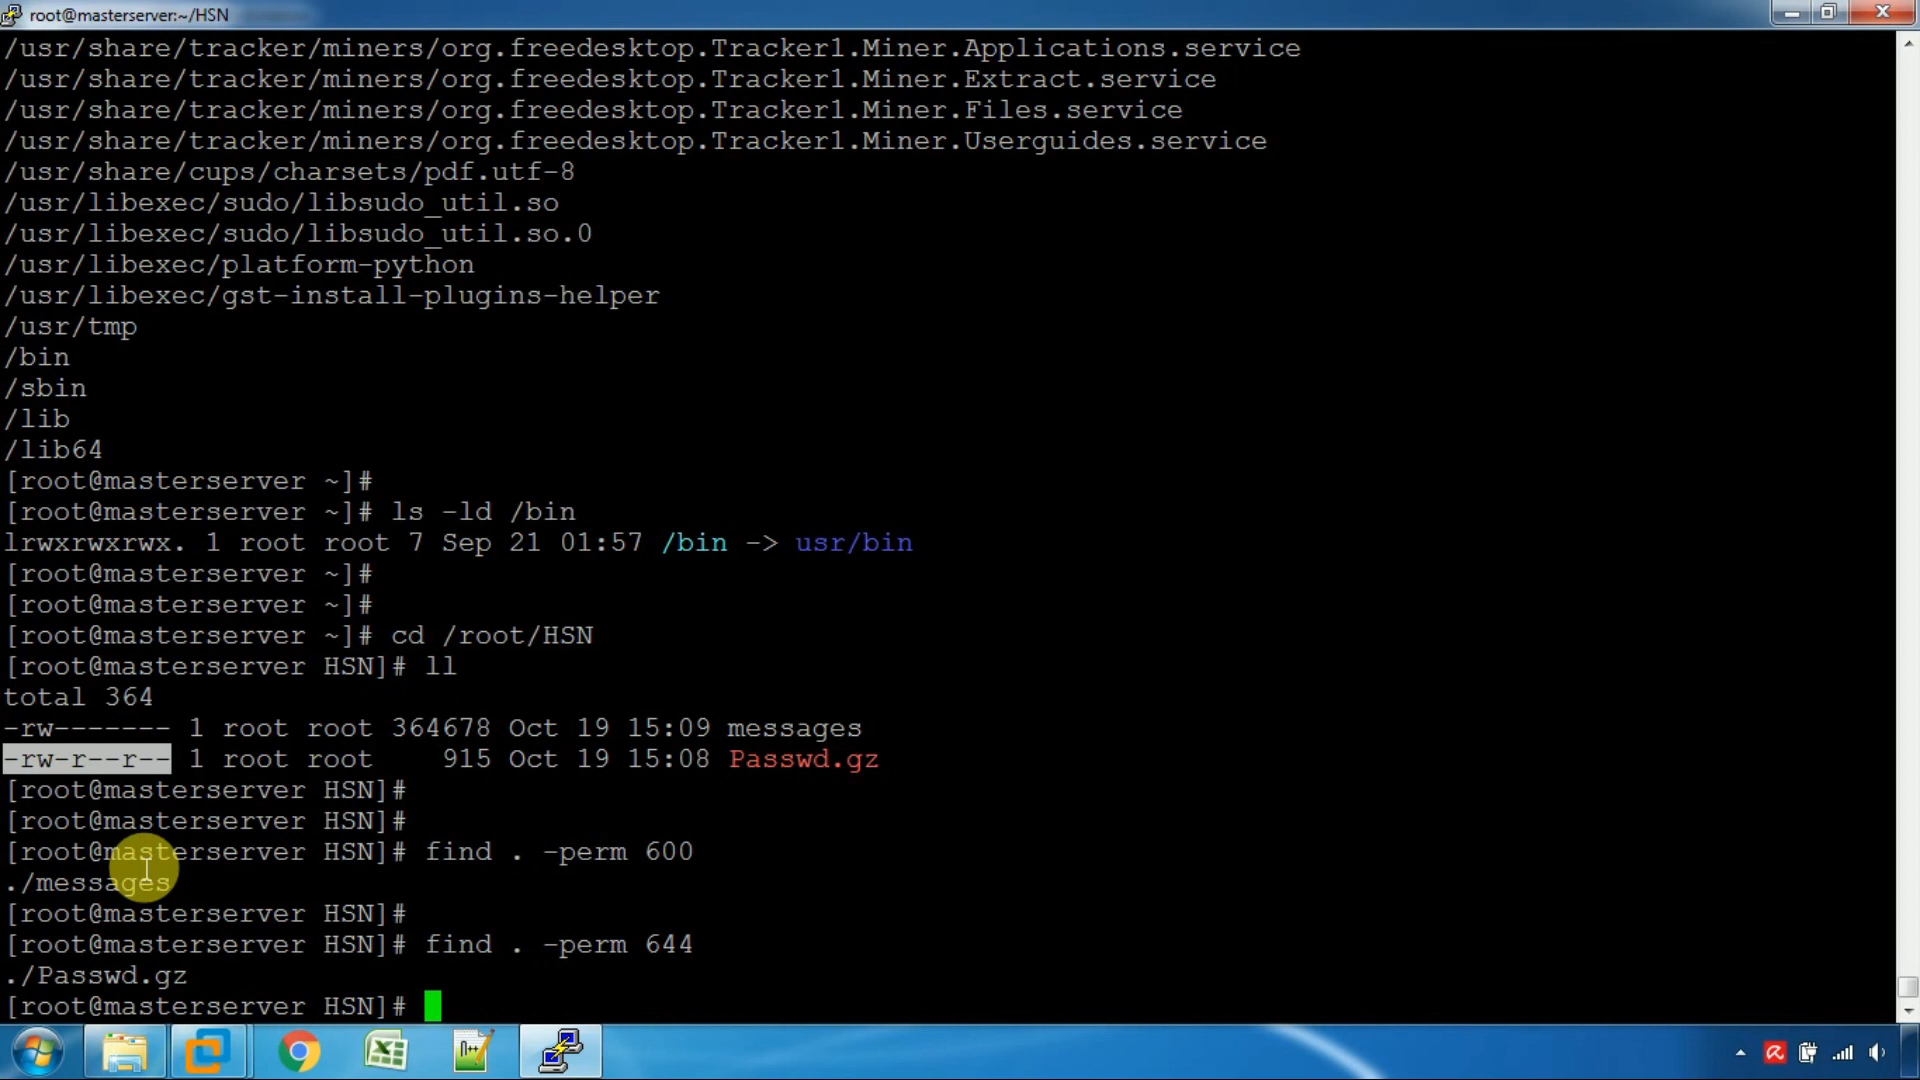 root@masterserver:~/HSN
/usr/share/tracker/miners/org.freedesktop.Tracker1.Miner.Applications.service
/usr/share/tracker/miners/org.freedesktop.Tracker1.Miner.Extract.service
/usr/share/tracker/miners/org.freedesktop.Tracker1.Miner.Files.service
/usr/share/tracker/miners/org.freedesktop.Tracker1.Miner.Userguides.service
/usr/share/cups/charsets/pdf.utf-8
/usr/libexec/sudo/libsudo_util.so
/usr/libexec/sudo/libsudo_util.so.0
/usr/libexec/platform-python
/usr/libexec/gst-install-plugins-helper
/usr/tmp
/bin
/sbin
/lib
/lib64
[root@masterserver ~]#
[root@masterserver ~]# ls -ld /bin
lrwxrwxrwx. 1 root root 7 Sep 21 01:57 /bin -> usr/bin
[root@masterserver ~]#
[root@masterserver ~]#
[root@masterserver ~]# cd /root/HSN
[root@masterserver HSN]# ll
total 364
-rw------- 1 root root 364678 Oct 19 15:09 messages
-rw-r--r-- 1 root root    915 Oct 19 15:08 Passwd.gz
[root@masterserver HSN]#
[root@masterserver HSN]#
[root@masterserver HSN]# find . -perm 600
./messages
[root@masterserver HSN]#
[root@masterserver HSN]# find . -perm 644
./Passwd.gz
[root@masterserver HSN]#